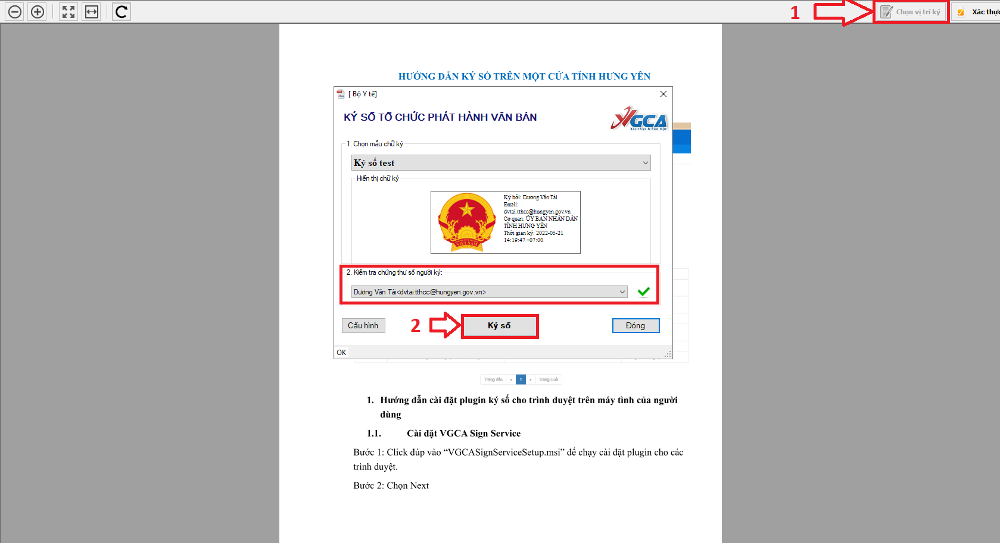 1
Chọn vị trí ký
Xác thực
HƯỚNG DẪN KÝ SỐ TRÊN MỘT CỬA TỈNH HƯNG YÊN
[ Bộ Y tế]
KÝ SỐ TỔ CHỨC PHÁT HÀNH VĂN BẢN
VGCA
Xác thực & Bảo mật
1. Chọn mẫu chữ ký
Ký số test
Hiển thị chữ ký
VIỆT NAM
Ký bởi: Dương Văn Tài
Email:
dvtai.tthcc@hungyen.gov.vn
Cơ quan: ỦY BAN NHÂN DÂN
TỈNH HƯNG YÊN
Thời gian ký: 2022-05-21
14:19:47 +07:00
2. Kiểm tra chứng thư số người ký:
Dương Văn Tài<dvtai.tthcc@hungyen.gov.vn>
Cấu hình
2
Ký số
Đóng
OK
Trang đầu « 1 » Trang cuối
1. Hướng dẫn cài đặt plugin ký số cho trình duyệt trên máy tình của người
dùng
1.1. Cài đặt VGCA Sign Service
Bước 1: Click đúp vào “VGCASignServiceSetup.msi” để chạy cài đặt plugin cho các
trình duyệt.
Bước 2: Chọn Next